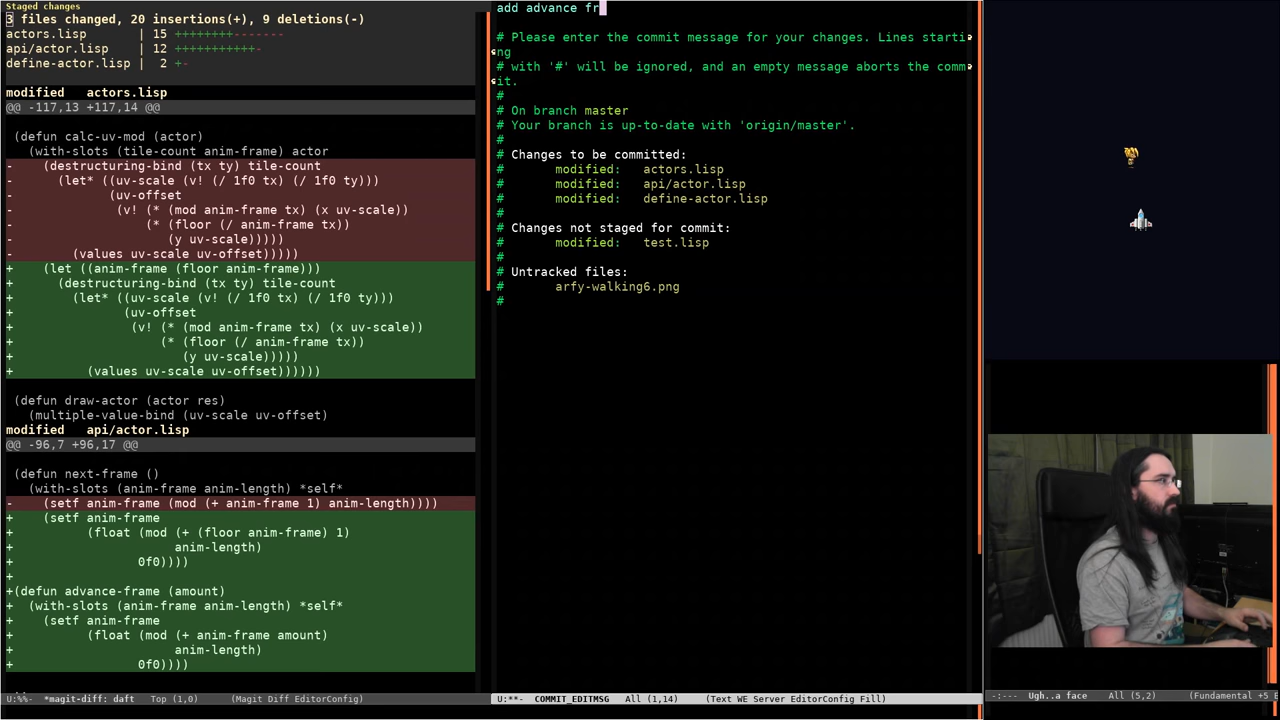 Staged changes
3 files changed, 20 insertions(+), 9 deletions(-)
actors.lisp        | 15 ++++++++-------
api/actor.lisp     | 12 +++++++++++-
define-actor.lisp |  2 +-
modified   actors.lisp
@@ -117,13 +117,14 @@
(defun calc-uv-mod (actor)
(with-slots (tile-count anim-frame) actor
-    (destructuring-bind (tx ty) tile-count
-      (let* ((uv-scale (v! (/ 1f0 tx) (/ 1f0 ty)))
-             (uv-offset
-              (v! (* (mod anim-frame tx) (x uv-scale))
-                  (* (floor (/ anim-frame tx))
-                     (y uv-scale)))))
-        (values uv-scale uv-offset)))))
+    (let ((anim-frame (floor anim-frame)))
+      (destructuring-bind (tx ty) tile-count
+        (let* ((uv-scale (v! (/ 1f0 tx) (/ 1f0 ty)))
+               (uv-offset
+                (v! (* (mod anim-frame tx) (x uv-scale))
+                    (* (floor (/ anim-frame tx))
+                       (y uv-scale)))))
+          (values uv-scale uv-offset))))))
(defun draw-actor (actor res)
(multiple-value-bind (uv-scale uv-offset)
modified   api/actor.lisp
@@ -96,7 +96,17 @@
(defun next-frame ()
(with-slots (anim-frame anim-length) *self*
-    (setf anim-frame (mod (+ anim-frame 1) anim-length))))
+    (setf anim-frame
+          (float (mod (+ (floor anim-frame) 1)
+                      anim-length)
+                 0f0))))
+
+(defun advance-frame (amount)
+  (with-slots (anim-frame anim-length) *self*
+    (setf anim-frame
+          (float (mod (+ anim-frame amount)
+                      anim-length)
+                 0f0))))
U:%%-  *magit-diff: daft   Top (1,0)     (Magit Diff EditorConfig)
add advance fr
# Please enter the commit message for your changes. Lines starti
ng
# with '#' will be ignored, and an empty message aborts the comm
it.
#
# On branch master
# Your branch is up-to-date with 'origin/master'.
#
# Changes to be committed:
#       modified:   actors.lisp
#       modified:   api/actor.lisp
#       modified:   define-actor.lisp
#
# Changes not staged for commit:
#       modified:   test.lisp
#
# Untracked files:
#       arfy-walking6.png
#
U:**-  COMMIT_EDITMSG   All (1,14)     (Text WE Server EditorConfig Fill)
-:---  Ugh..a face   All (5,2)      (Fundamental +5 E